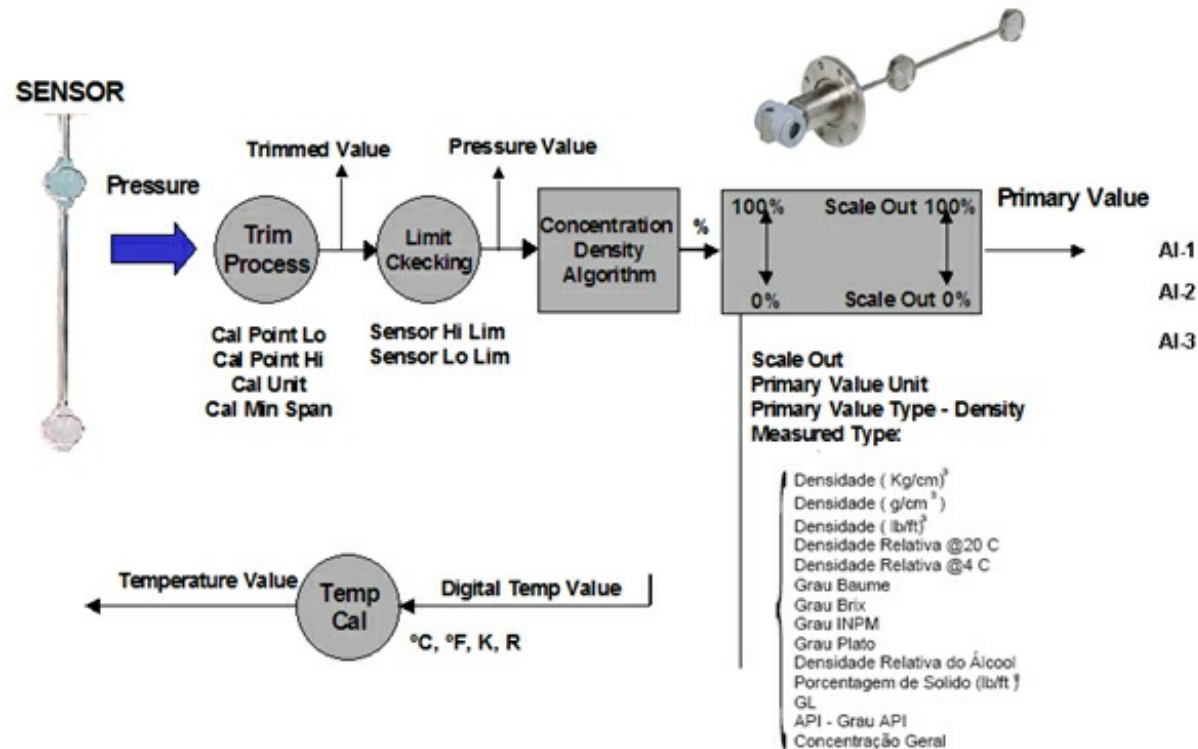 SENSOR
Pressure
Trimmed Value
Pressure Value
Trim
Process
Limit
Ckecking
Concentration
Density
Algorithm
%
100%
Scale Out 100%
0%
Scale Out 0%
Primary Value
AI-1
AI-2
AI-3
Cal Point Lo
Cal Point Hi
Cal Unit
Cal Min Span
Sensor Hi Lim
Sensor Lo Lim
Scale Out
Primary Value Unit
Primary Value Type - Density
Measured Type:
Densidade ( Kg/cm)³
Densidade ( g/cm ³ )
Densidade ( lb/ft)³
Densidade Relativa @20 C
Densidade Relativa @4 C
Grau Baume
Grau Brix
Grau INPM
Grau Plato
Densidade Relativa do Álcool
Porcentagem de Solido (lb/ft ³
GL
API - Grau API
Concentração Geral
Temperature Value
Temp
Cal
Digital Temp Value
ºC, ºF, K, R